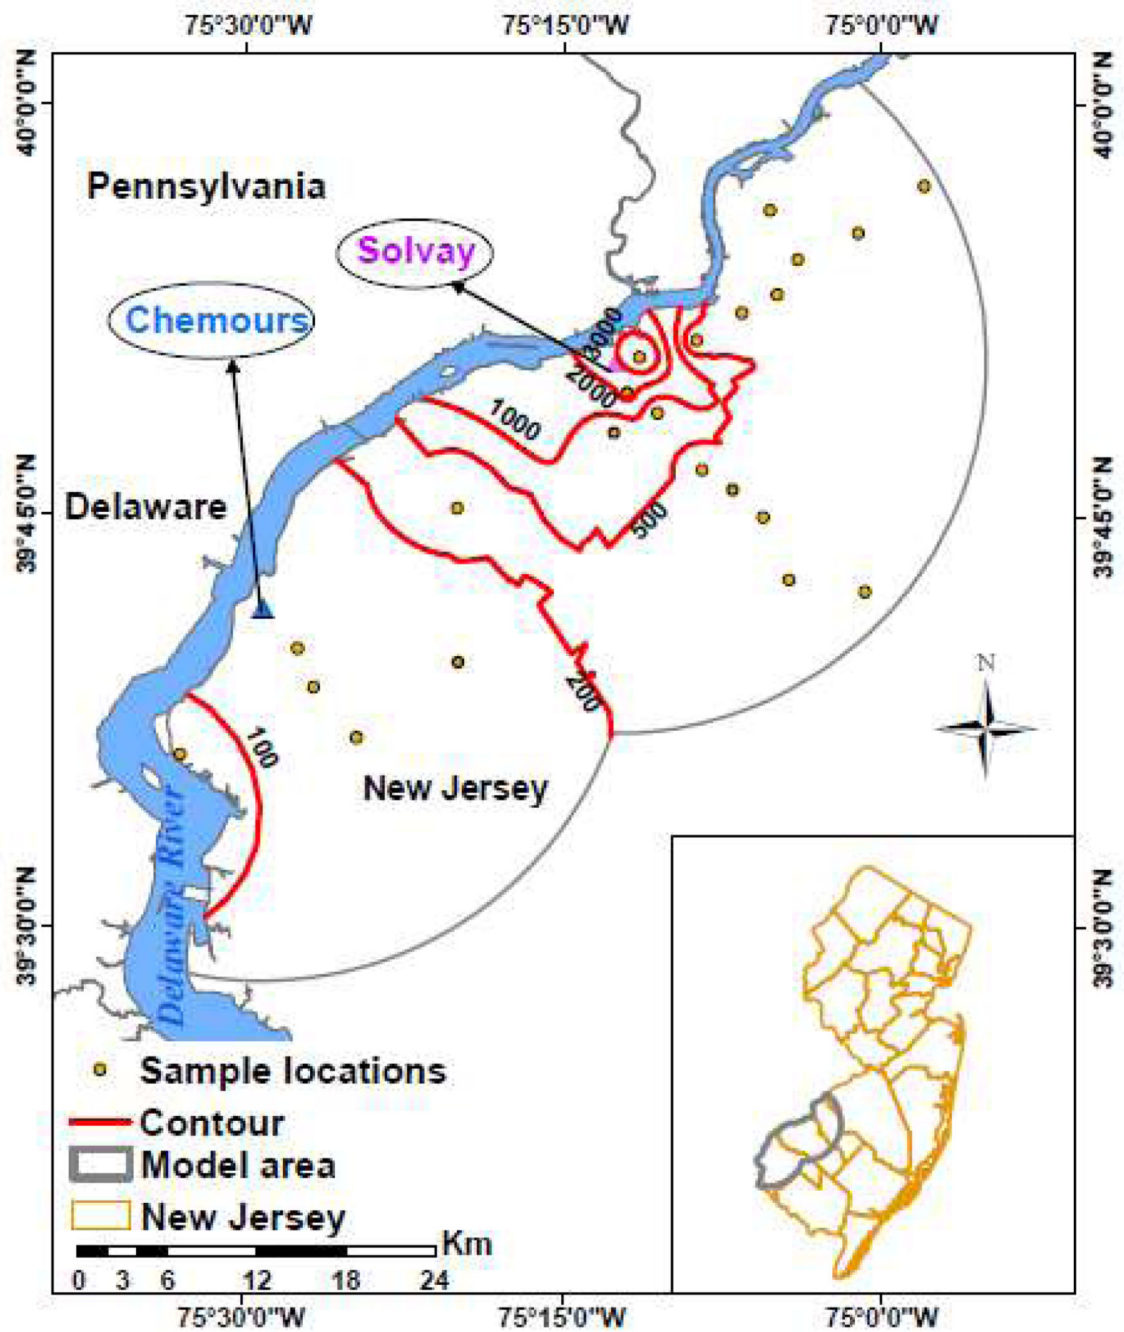 75°30'0"W
75°15'0"W
75°0'0"W
40°0'0"N
40°0'0"N
Pennsylvania
Solvay
Chemours
3000
2000
1000
Delaware
39°45'0"N
39°45'0"N
500
N
200
100
New Jersey
Delaware River
39°30'0"N
39°30'0"N
Sample locations
Contour
Model area
New Jersey
Km
0 3 6 12 18 24
75°30'0"W
75°15'0"W
75°0'0"W